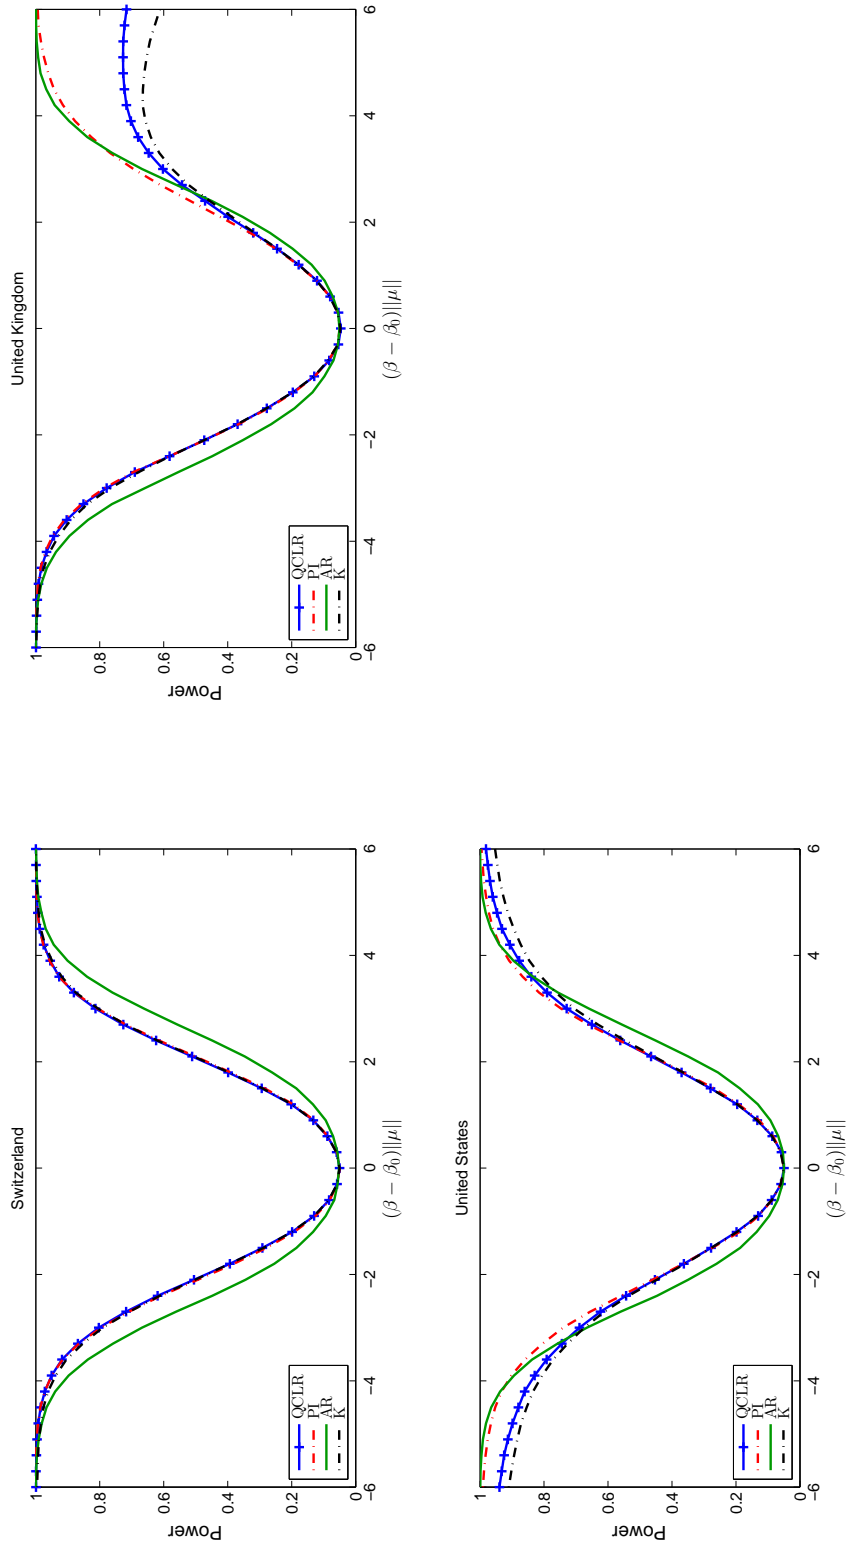 Switzerland
1
0.8
0.6
0.4
0.2
0
Power
−6
−4
−2
0
2
4
6
(β − β₀)||μ||
QCLR
PI
AR
K
United Kingdom
1
0.8
0.6
0.4
0.2
0
Power
−6
−4
−2
0
2
4
6
(β − β₀)||μ||
QCLR
PI
AR
K
United States
1
0.8
0.6
0.4
0.2
0
Power
−6
−4
−2
0
2
4
6
(β − β₀)||μ||
QCLR
PI
AR
K